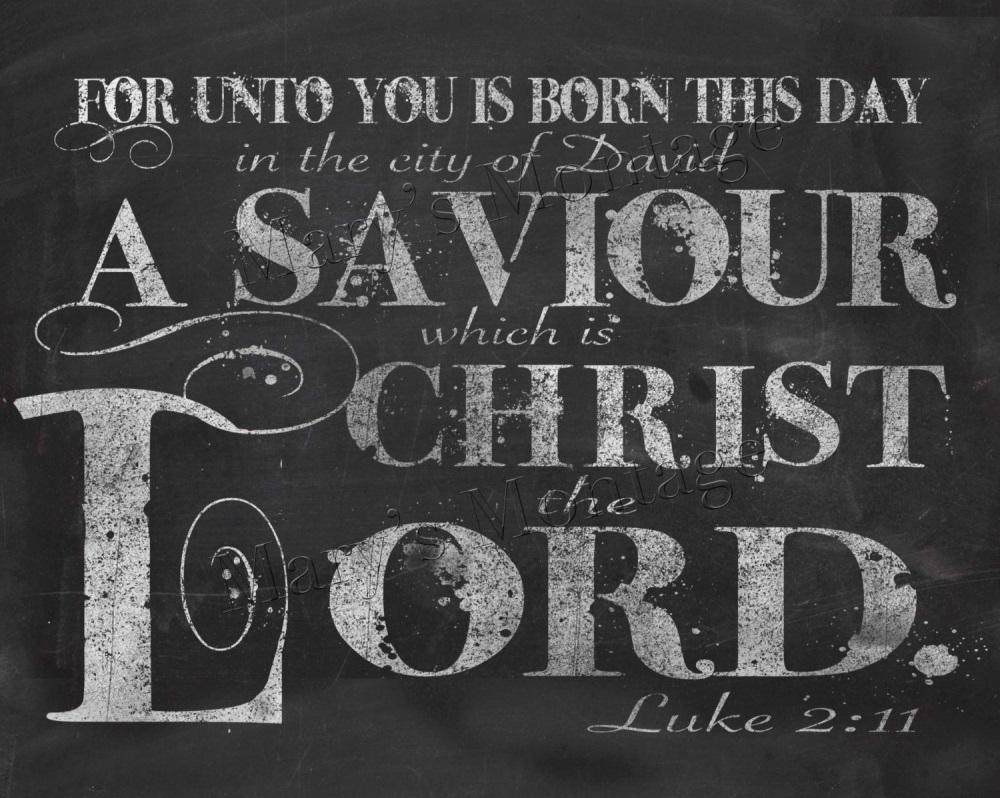 FOR UNTO YOU IS BORN THIS DAY
in the city of David
A SAVIOUR
which is
CHRIST
the
LORD.
Luke 2:11
Mary's Montage
Mary's Montage